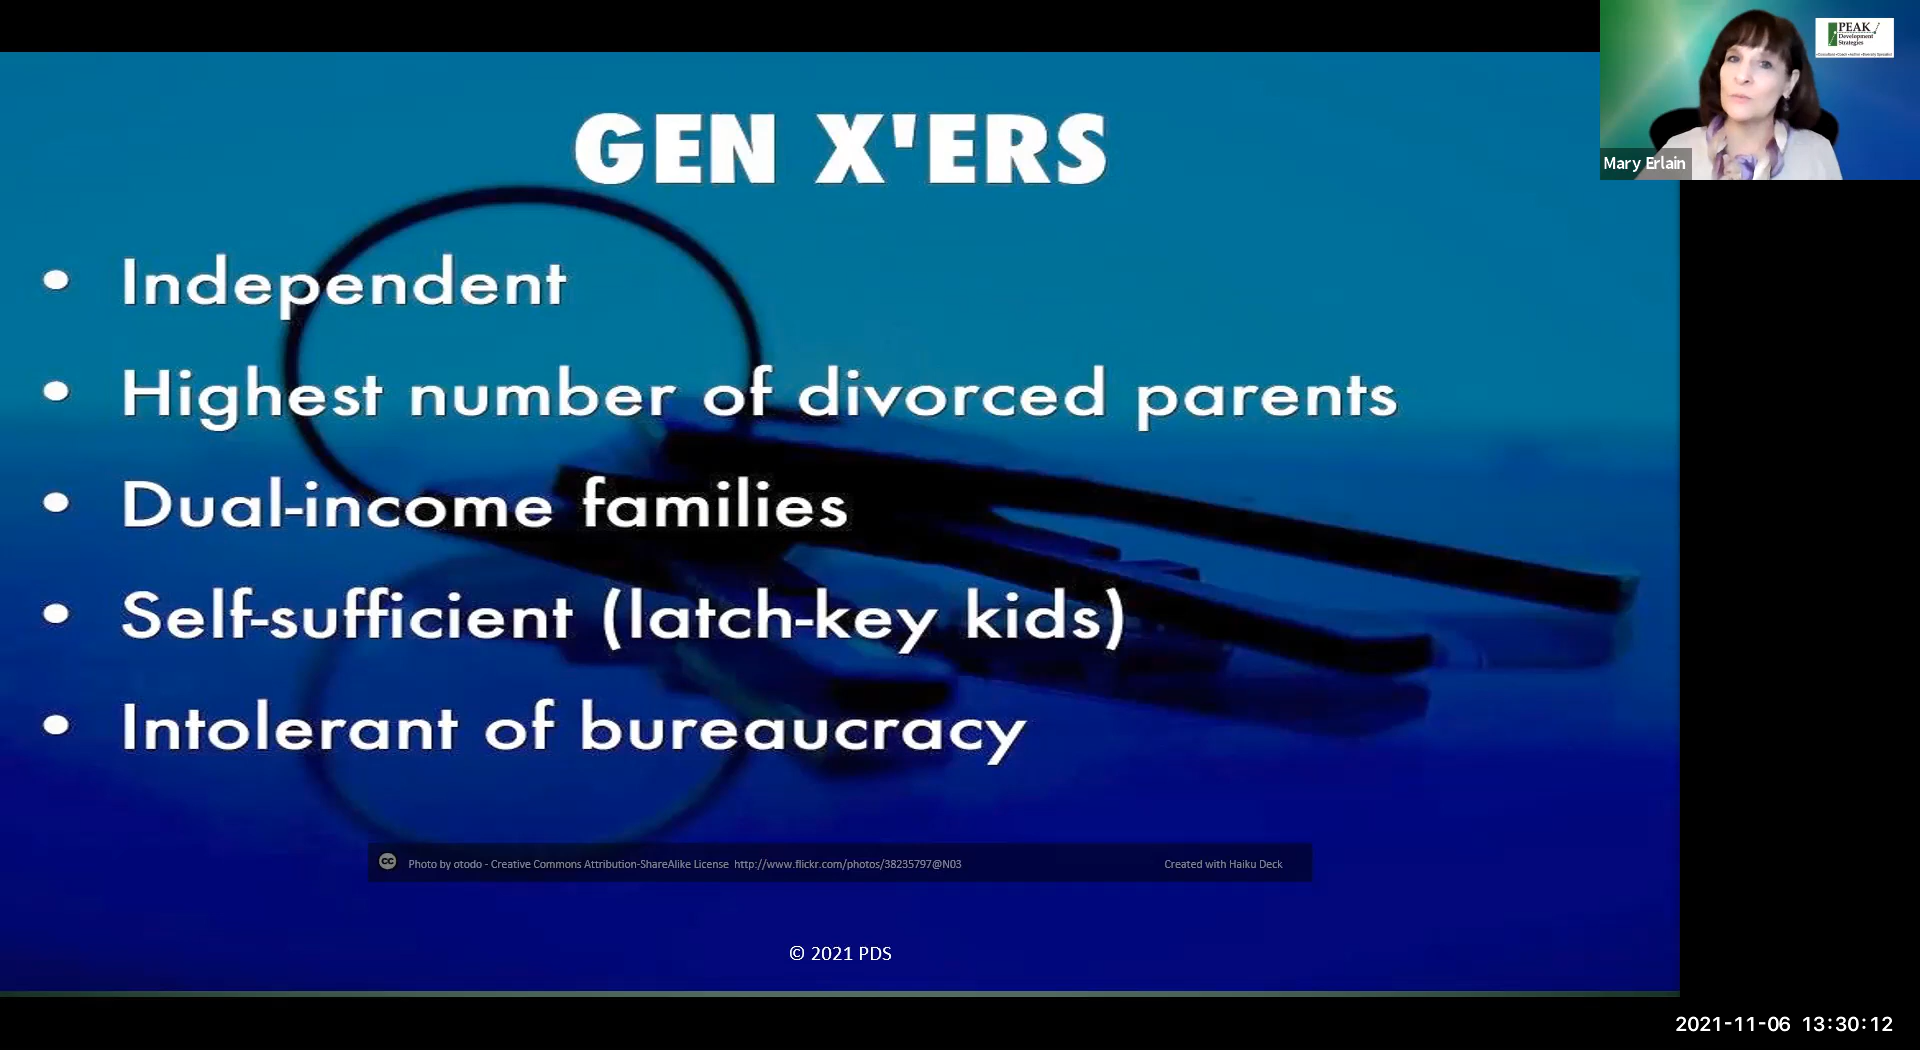 PEAK
Development
Strategies
Mary Erlain
GEN X'ERS
• Independent
• Highest number of divorced parents
• Dual-income families
• Self-sufficient (latch-key kids)
• Intolerant of bureaucracy
cc Photo by otodo - Creative Commons Attribution-ShareAlike License http://www.flickr.com/photos/38235797@N03 Created with Haiku Deck
© 2021 PDS
2021-11-06 13:30:12